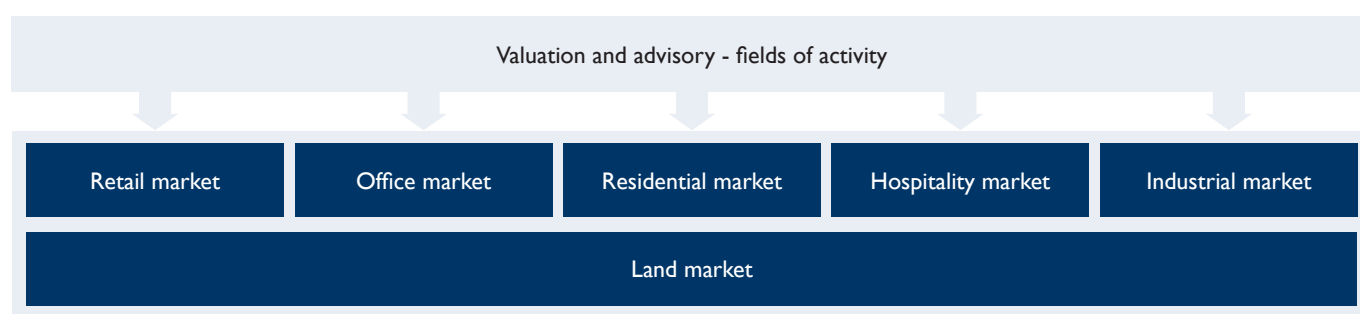 Valuation and advisory - fields of activity
Retail market
Office market
Residential market
Hospitality market
Industrial market
Land market